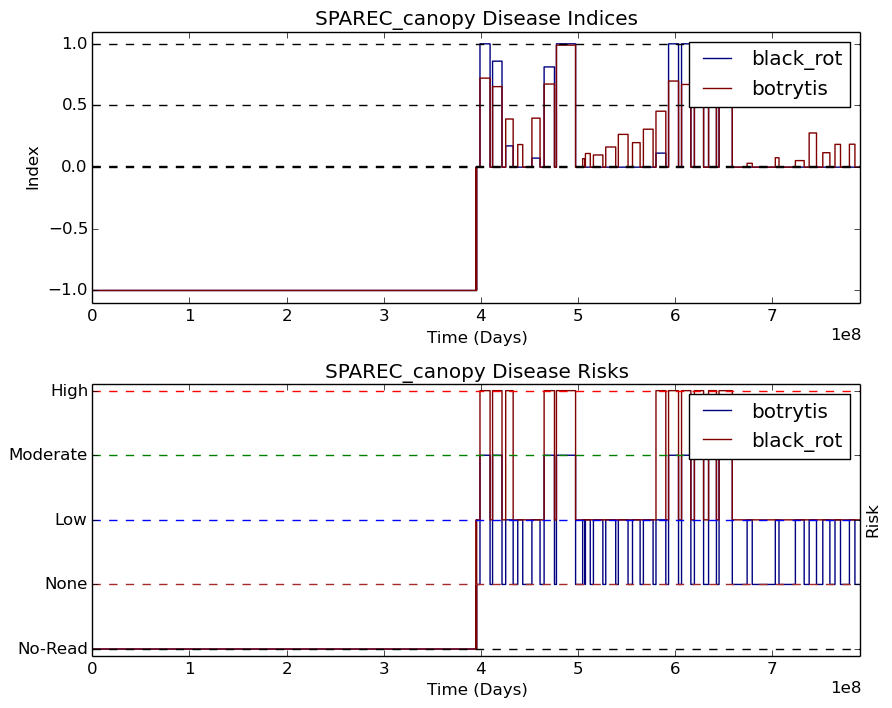 SPAREC_canopy Disease Indices
1.0
0.5
0.0
−0.5
−1.0
Index
black_rot
botrytis
0 1 2 3 4 5 6 7
1e8
Time (Days)
SPAREC_canopy Disease Risks
High
Moderate
Low
None
No-Read
botrytis
black_rot
Risk
0 1 2 3 4 5 6 7
1e8
Time (Days)